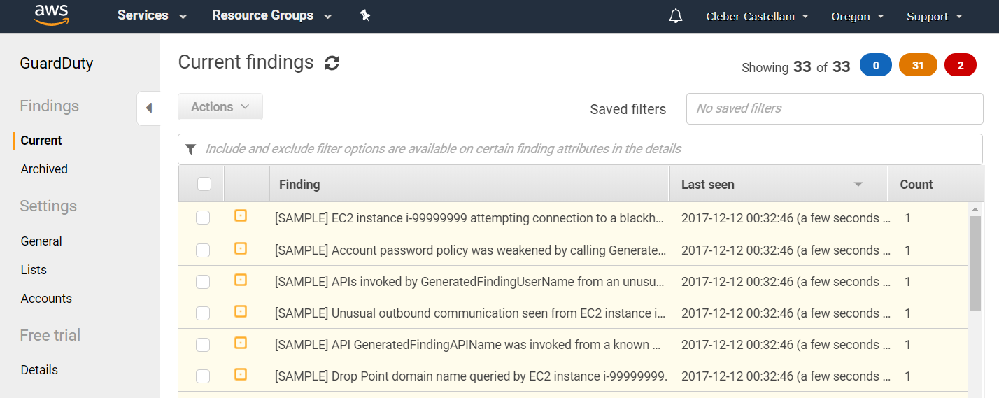 aws Services Resource Groups Cleber Castellani Oregon Support
GuardDuty
Findings
Current
Archived
Settings
General
Lists
Accounts
Free trial
Details
Current findings
Showing 33 of 33 0 31 2
Actions
Saved filters No saved filters
Include and exclude filter options are available on certain finding attributes in the details
Finding Last seen Count
[SAMPLE] EC2 instance i-99999999 attempting connection to a blackh... 2017-12-12 00:32:46 (a few seconds ... 1
[SAMPLE] Account password policy was weakened by calling Generate... 2017-12-12 00:32:46 (a few seconds ... 1
[SAMPLE] APIs invoked by GeneratedFindingUserName from an unusu... 2017-12-12 00:32:46 (a few seconds ... 1
[SAMPLE] Unusual outbound communication seen from EC2 instance i... 2017-12-12 00:32:46 (a few seconds ... 1
[SAMPLE] API GeneratedFindingAPIName was invoked from a known ... 2017-12-12 00:32:46 (a few seconds ... 1
[SAMPLE] Drop Point domain name queried by EC2 instance i-99999999. 2017-12-12 00:32:46 (a few seconds ... 1